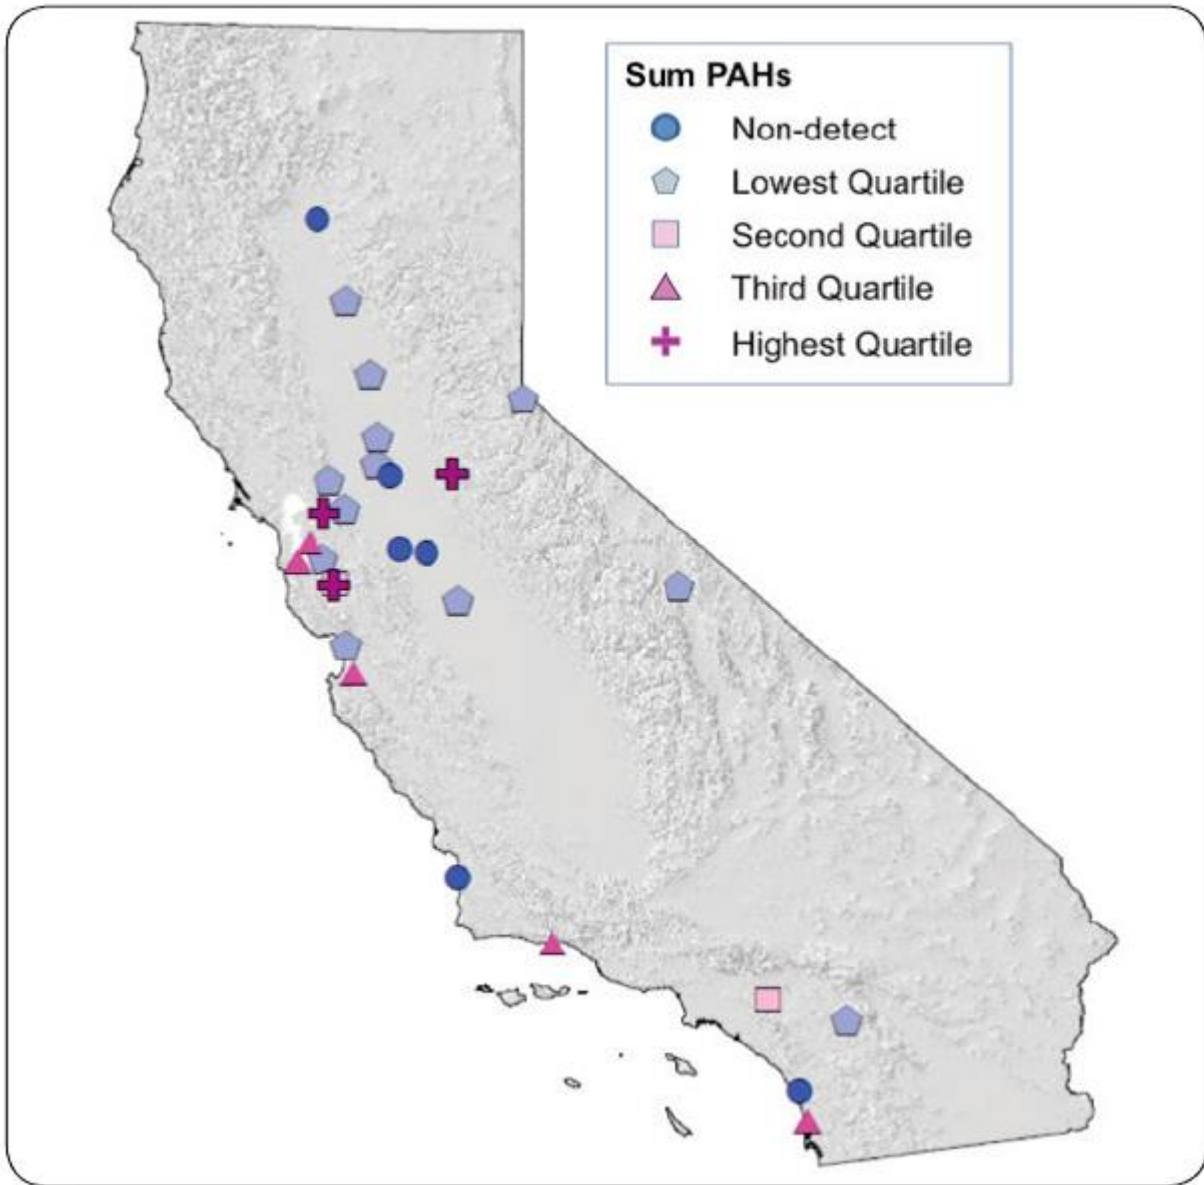 Sum PAHs
Non-detect
Lowest Quartile
Second Quartile
Third Quartile
Highest Quartile